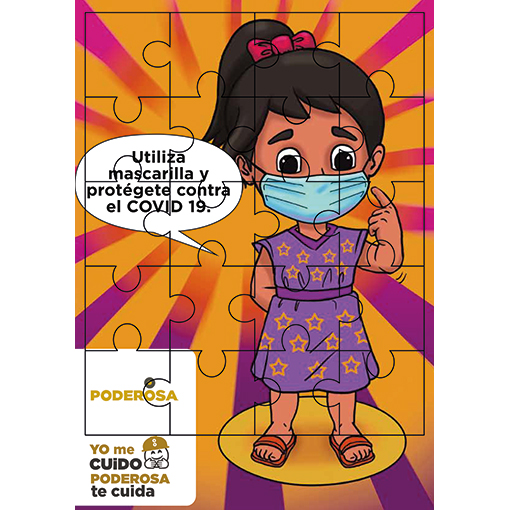 Utiliza
mascarilla y
protégete contra
el COVID 19.
PODEROSA
YO me
CUiDO
PODEROSA
te cuida